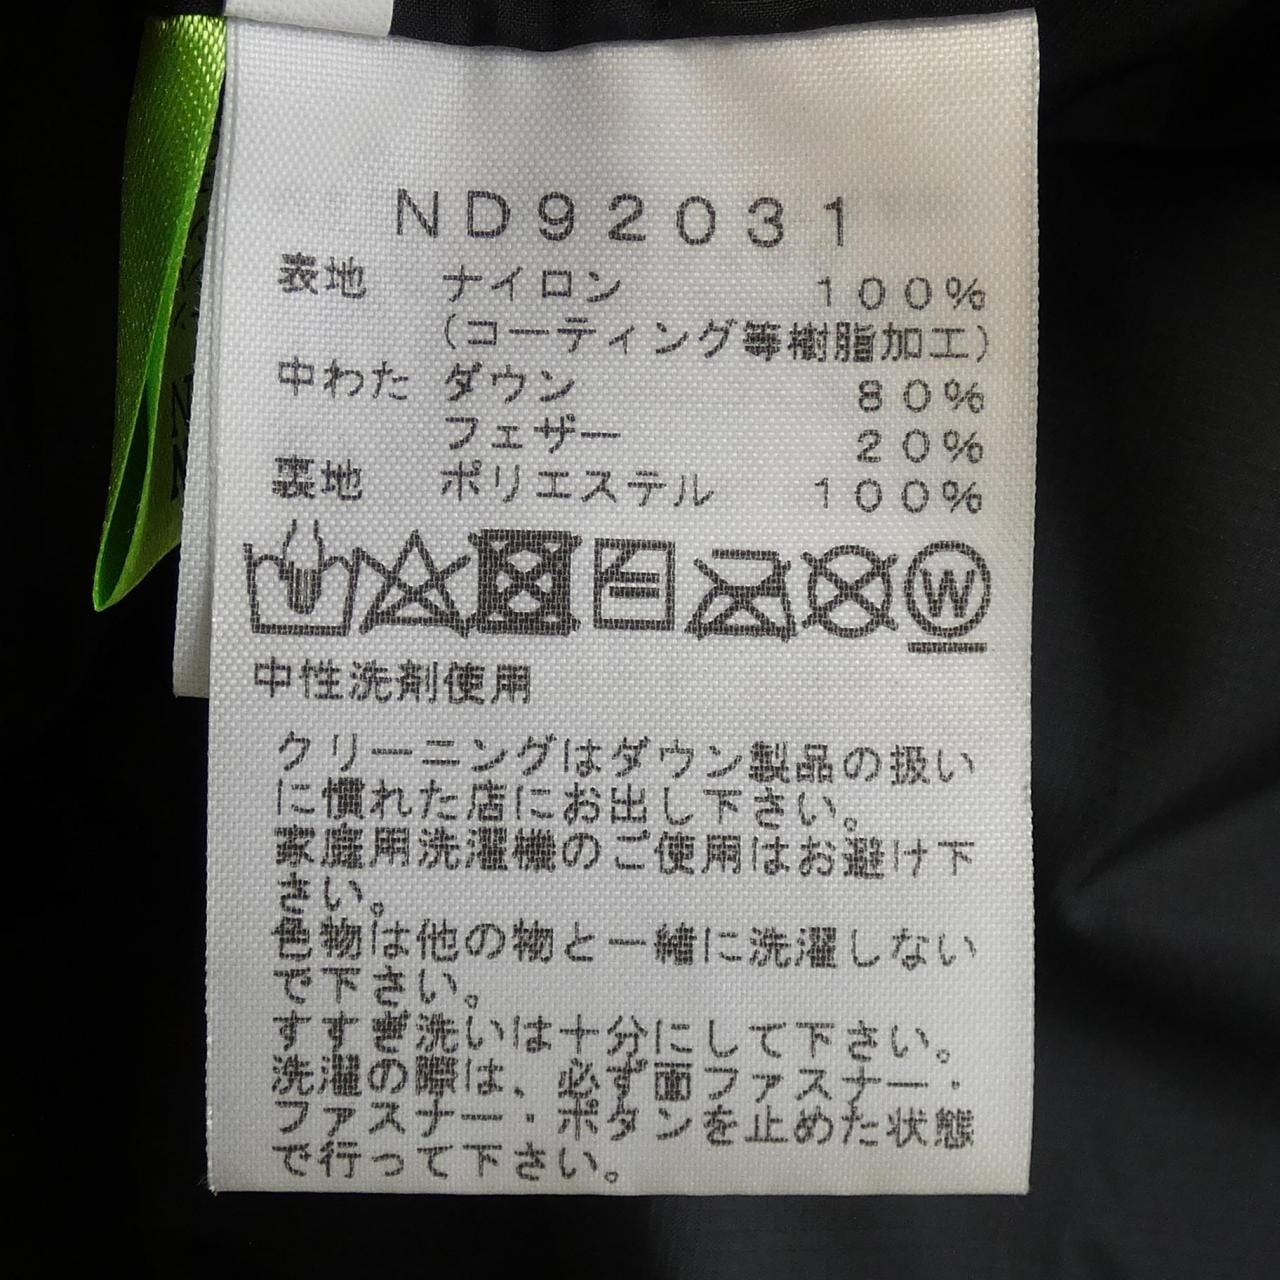 ND92031
表地 ナイロン 100%
(コーティング等樹脂加工)
中わた ダウン 80%
フェザー 20%
裏地 ポリエステル 100%
W
中性洗剤使用
クリーニングはダウン製品の扱い
に慣れた店にお出し下さい。
家庭用洗濯機のご使用はお避け下
さい。
色物は他の物と一緒に洗濯しない
で下さい。
すすぎ洗いは十分にして下さい。
洗濯の際は、必ず面ファスナー・
ファスナー・ボタンを止めた状態
で行って下さい。